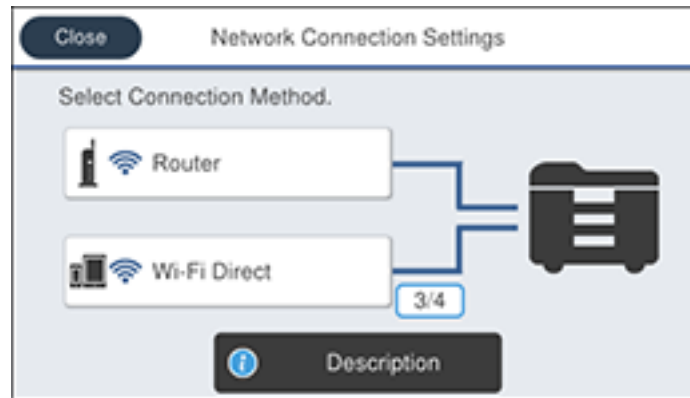 Close
Network Connection Settings
Select Connection Method.
Router
Wi-Fi Direct
3/4
Description